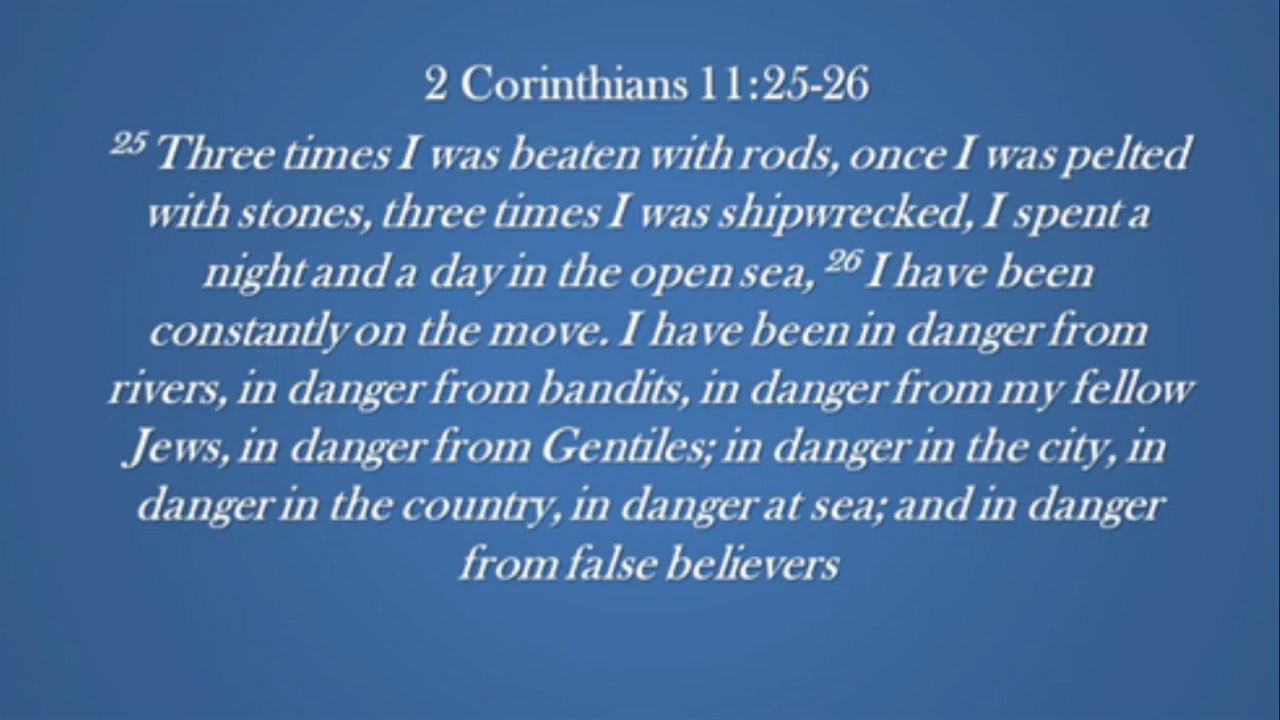 2 Corinthians 11:25-26
25 Three times I was beaten with rods, once I was pelted
with stones, three times I was shipwrecked, I spent a
night and a day in the open sea, 26 I have been
constantly on the move. I have been in danger from
rivers, in danger from bandits, in danger from my fellow
Jews, in danger from Gentiles; in danger in the city, in
danger in the country, in danger at sea; and in danger
from false believers